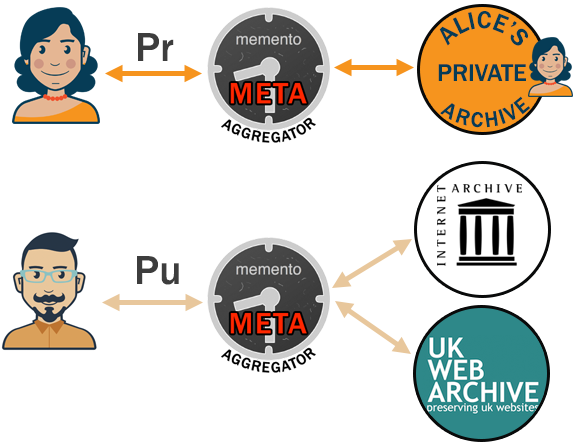 Pr
memento
META
AGGREGATOR
ALICE'S
PRIVATE
ARCHIVE
INTERNET
ARCHIVE
Pu
memento
META
AGGREGATOR
UK
WEB
ARCHIVE
preserving uk websites